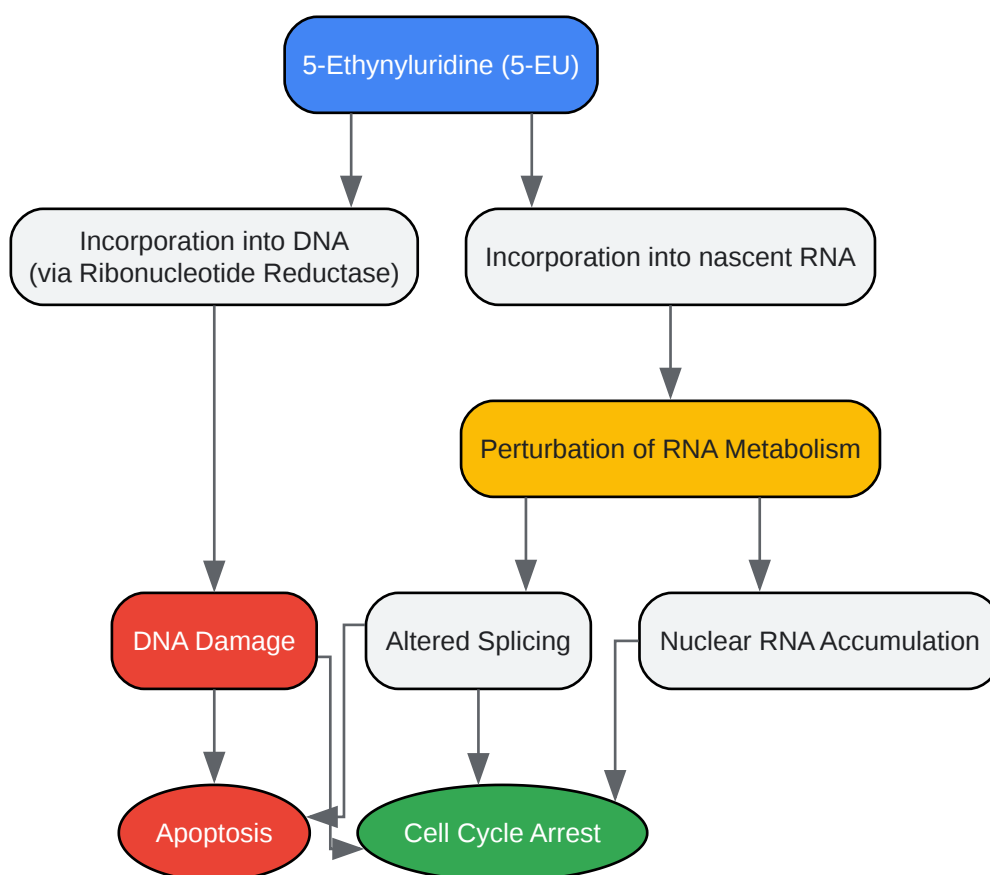 5-Ethynyluridine (5-EU)
Incorporation into DNA
(via Ribonucleotide Reductase)
Incorporation into nascent RNA
Perturbation of RNA Metabolism
DNA Damage
Altered Splicing
Nuclear RNA Accumulation
Apoptosis
Cell Cycle Arrest